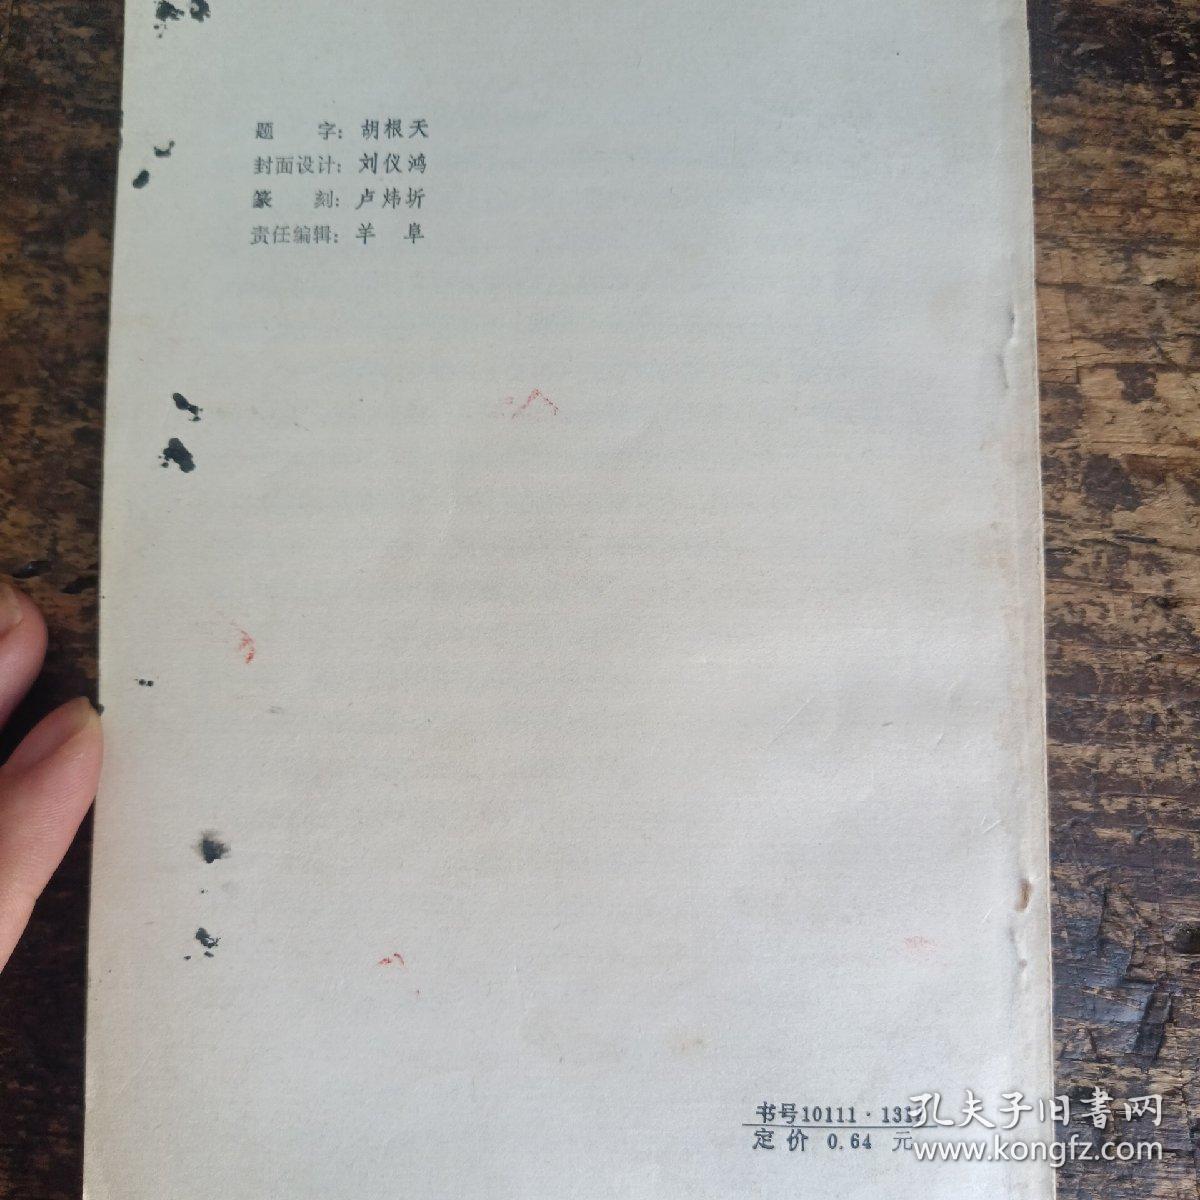 题　　字：胡根天
封面设计：刘仪鸿
篆　　刻：卢炜圻
责任编辑：羊　阜
书号10111·131
定价 0.64 元
孔夫子旧書网
www.kongfz.com